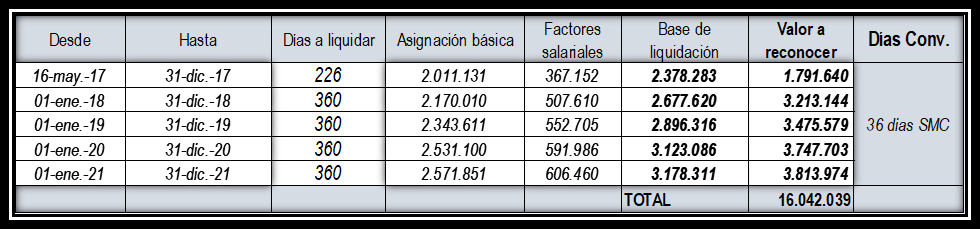 Desde Hasta Dias a liquidar Asignación básica Factores salariales Base de liquidación Valor a reconocer Dias Conv.
16-may.-17 31-dic.-17 226 2.011.131 367.152 2.378.283 1.791.640
01-ene.-18 31-dic.-18 360 2.170.010 507.610 2.677.620 3.213.144
01-ene.-19 31-dic.-19 360 2.343.611 552.705 2.896.316 3.475.579 36 dias SMC
01-ene.-20 31-dic.-20 360 2.531.100 591.986 3.123.086 3.747.703
01-ene.-21 31-dic.-21 360 2.571.851 606.460 3.178.311 3.813.974
TOTAL 16.042.039